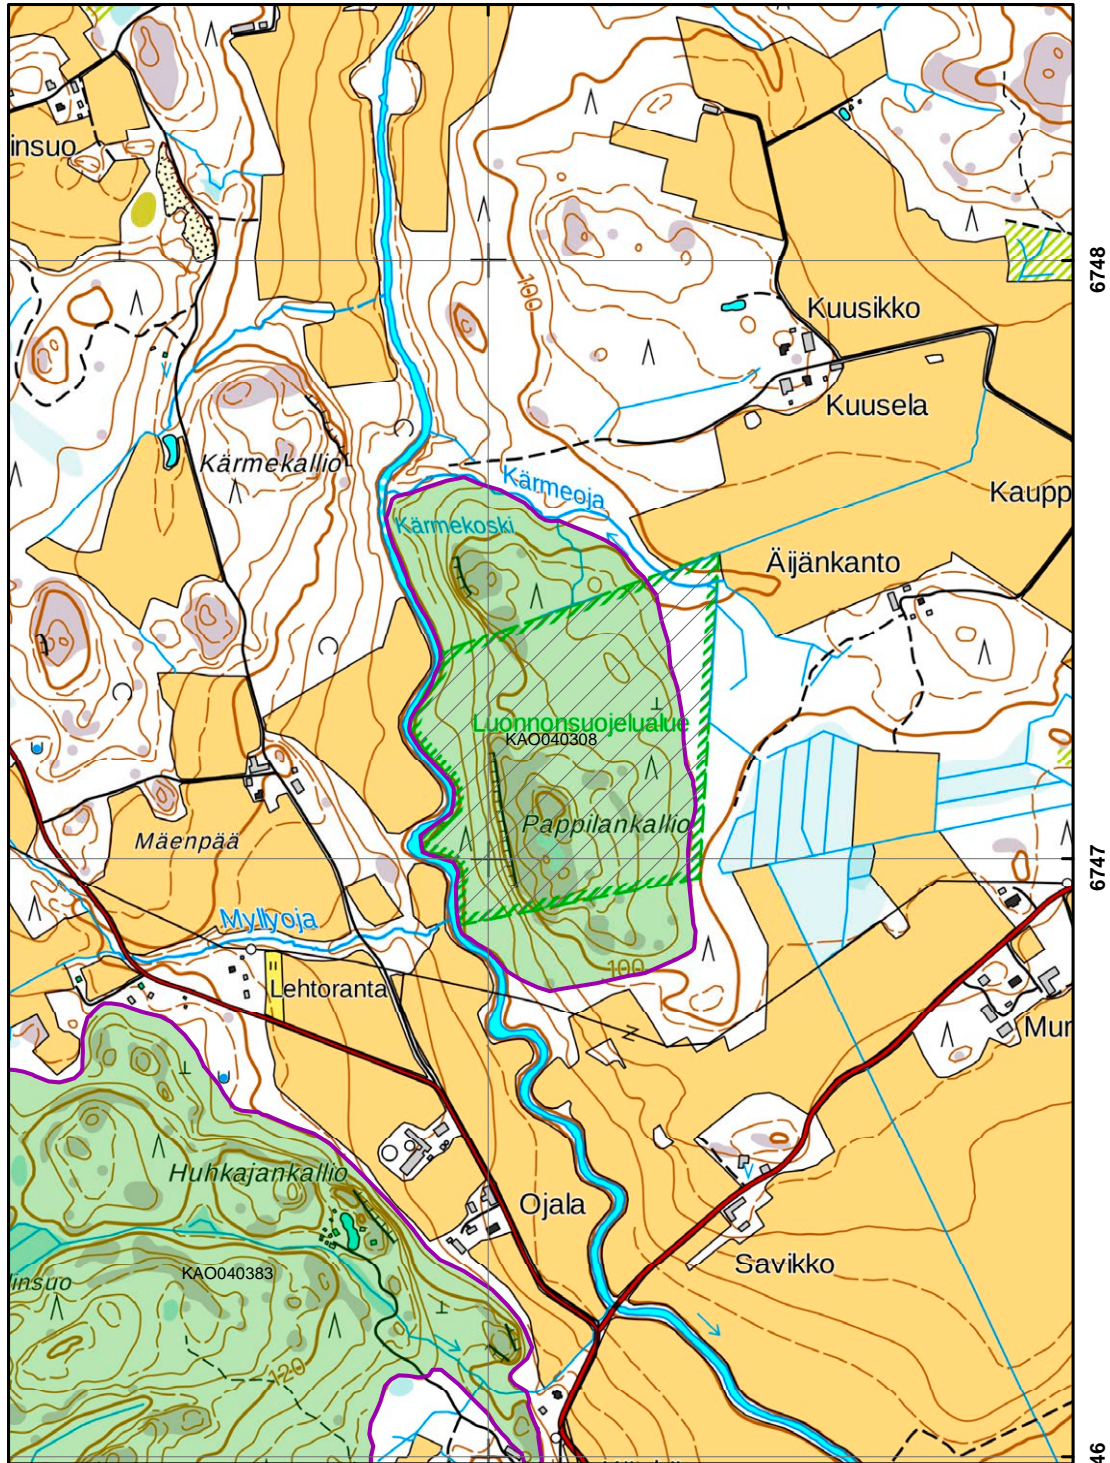 insuo
6748
100
Kuusikko
Kuusela
Kärmekallio
Kärmeoja
Kaupp
Kärmekoski
Äijänkanto
Luonnonsuojelualue
KAO040308
Pappilankallio
Mäenpää
6747
Myllyoja
100
Lehtoranta
Mur
Huhkajankallio
Ojala
Savikko
KAO040383
linsuo
120
46